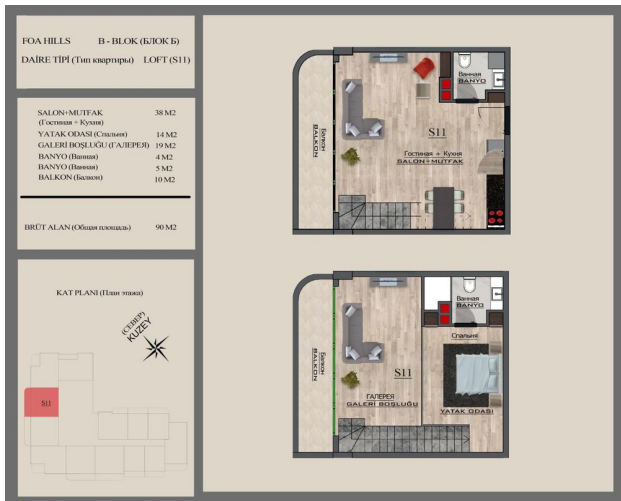 FOA HILLS B - BLOK (БЛОК Б)
DAİRE TİPİ (Тип квартиры) LOFT (S11)
SALON+MUTFAK 38 M2
(Гостиная + Кухня)
YATAK ODASI (Спальня) 14 M2
GALERİ BOŞLUĞU (ГАЛЕРЕЯ) 19 M2
BANYO (Ванная) 4 M2
BANYO (Ванная) 5 M2
BALKON (Балкон) 10 M2
BRÜT ALAN (Общая площадь) 90 M2
KAT PLANI (План этажа)
(СЕВЕР)
KUZEY
S11
Ванная
BANYO
S11
Гостиная + Кухня
SALON+MUTFAK
Балкон
BALKON
Ванная
BANYO
Спальня
S11
ГАЛЕРЕЯ
GALERİ BOŞLUĞU
YATAK ODASI
Балкон
BALKON